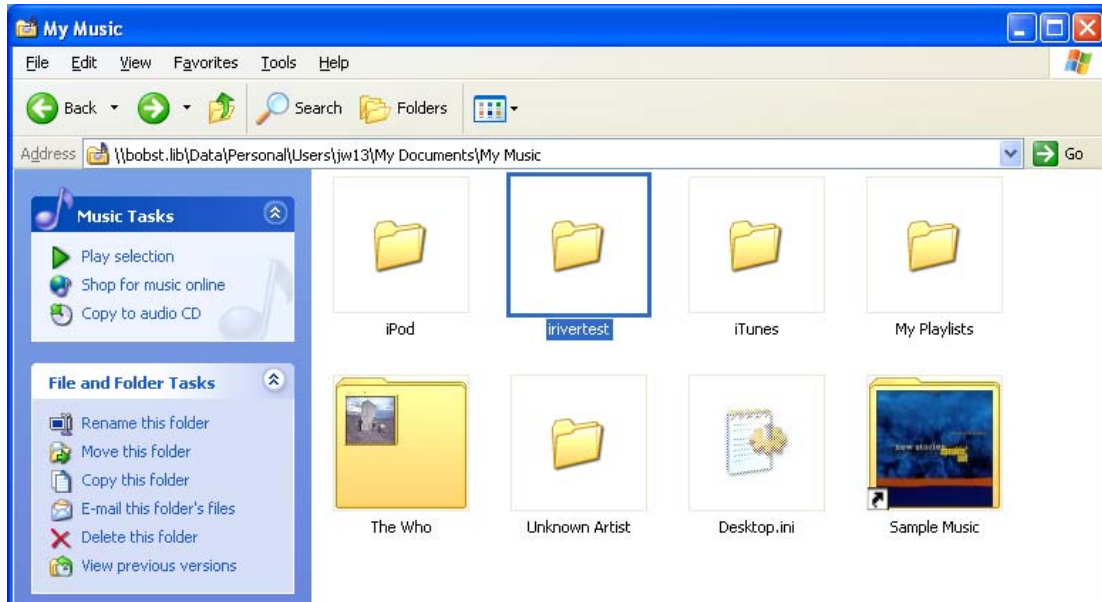 My Music
File Edit View Favorites Tools Help
Back Search Folders
Address \\bobst.lib\Data\Personal\Users\jw13\My Documents\My Music Go
Music Tasks
Play selection
Shop for music online
Copy to audio CD
File and Folder Tasks
Rename this folder
Move this folder
Copy this folder
E-mail this folder's files
Delete this folder
View previous versions
iPod irivertest iTunes My Playlists
new stories
The Who Unknown Artist Desktop.ini Sample Music